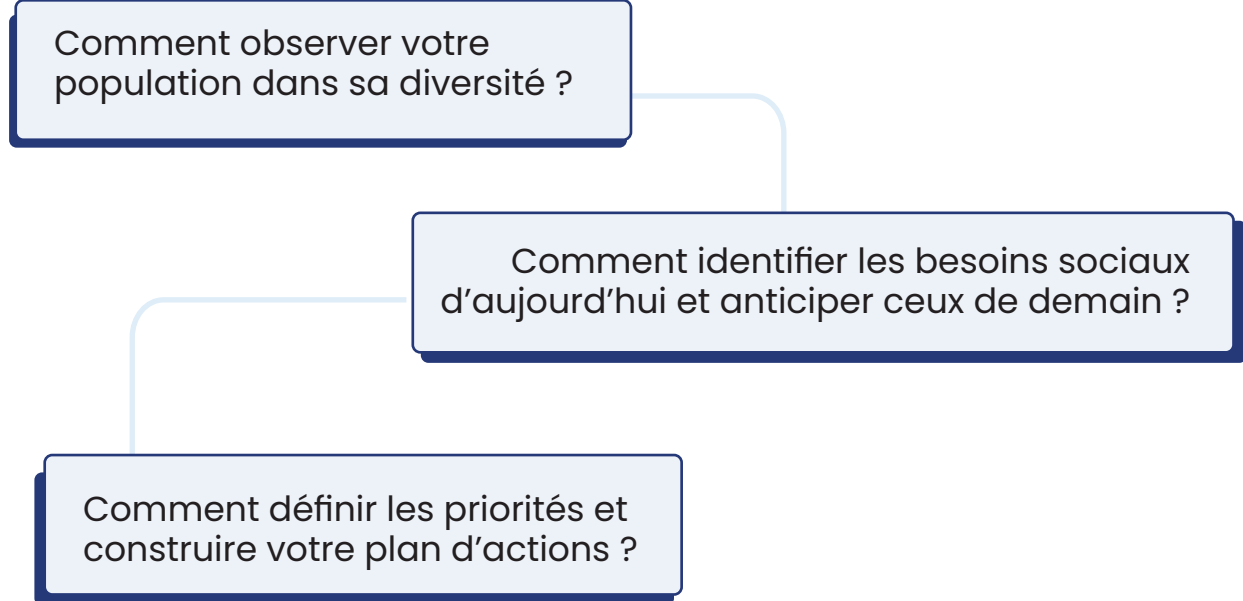 Comment observer votre
population dans sa diversité ?
Comment identifier les besoins sociaux
d’aujourd’hui et anticiper ceux de demain ?
Comment définir les priorités et
construire votre plan d’actions ?